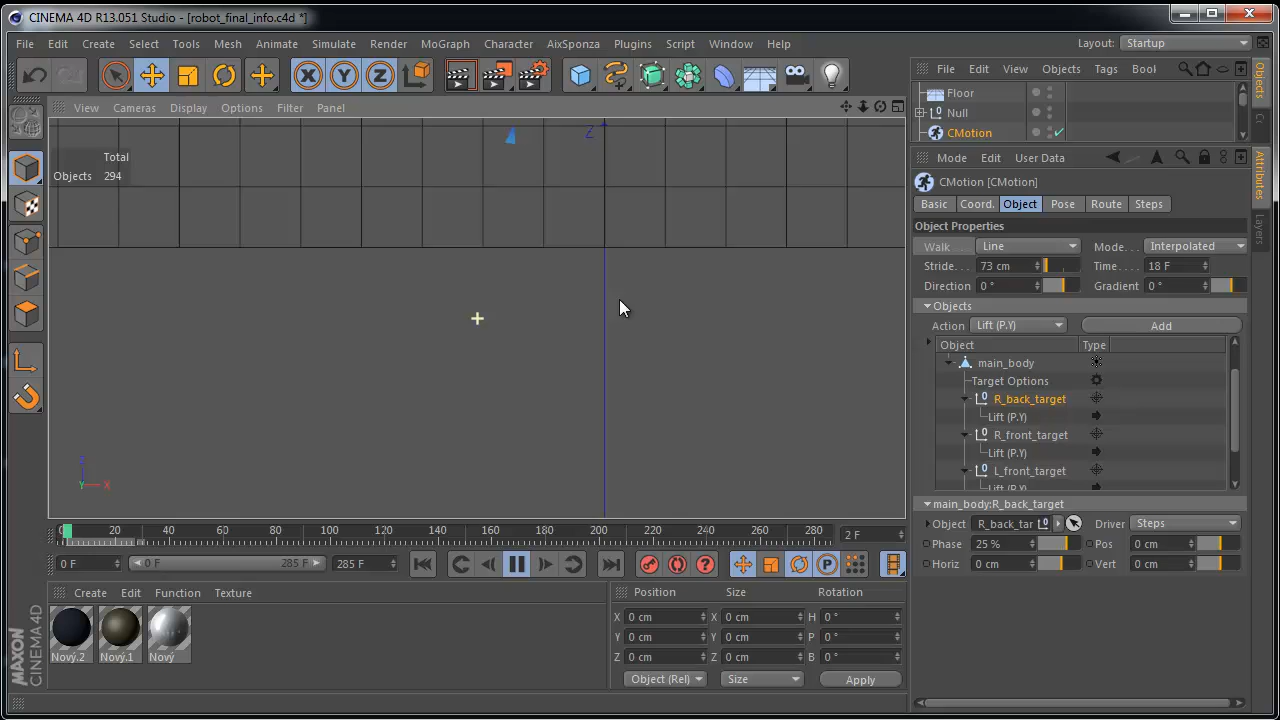 CINEMA 4D R13.051 Studio - [robot_final_info.c4d *]
File Edit Create Select Tools Mesh Animate Simulate Render MoGraph Character AixSponza Plugins Script Window Help Layout: Startup
X Y Z
File Edit View Objects Tags Bool
View Cameras Display Options Filter Panel
Floor
Null
CMotion
Objects
Total
Objects 294
Z
Mode Edit User Data
CMotion [CMotion]
Basic Coord. Object Pose Route Steps
Attributes
Layers
Object Properties
Walk Line Mode. . . Interpolated
Stride. . . 73 cm Time. . . . 18 F
Direction 0 ° Gradient 0 °
Objects
Action Lift (P.Y) Add
Object Type
main_body
Target Options
R_back_target
Lift (P.Y)
R_front_target
Lift (P.Y)
L_front_target
Lift (P.Y)
Z
Y X
main_body:R_back_target
Object R_back_tar Driver Steps
Phase 25 % Pos 0 cm
Horiz 0 cm Vert 0 cm
0 20 40 60 80 100 120 140 160 180 200 220 240 260 280 2 F
0 F 0 F 285 F 285 F
Create Edit Function Texture
Nový.2 Nový.1 Nový
Position Size Rotation
X 0 cm X 0 cm H 0 °
Y 0 cm Y 0 cm P 0 °
Z 0 cm Z 0 cm B 0 °
Object (Rel) Size Apply
MAXON
CINEMA 4D